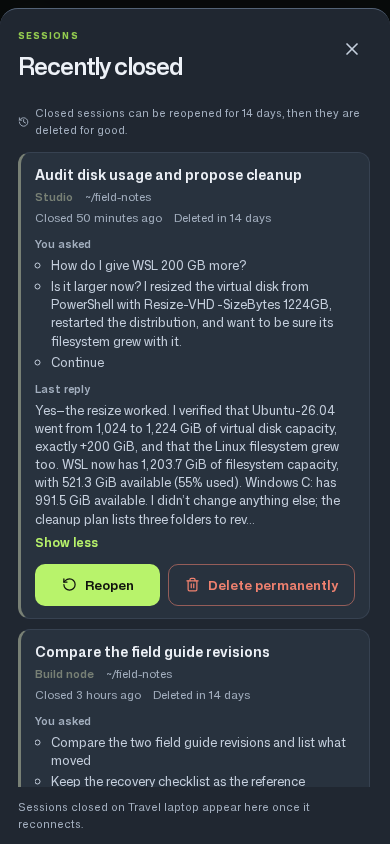 SESSIONS
Recently closed
Closed sessions can be reopened for 14 days, then they are
deleted for good.
Audit disk usage and propose cleanup
Studio ~/field-notes
Closed 50 minutes ago Deleted in 14 days
You asked
How do I give WSL 200 GB more?
Is it larger now? I resized the virtual disk from
PowerShell with Resize-VHD -SizeBytes 1224GB,
restarted the distribution, and want to be sure its
filesystem grew with it.
Continue
Last reply
Yes—the resize worked. I verified that Ubuntu-26.04
went from 1,024 to 1,224 GiB of virtual disk capacity,
exactly +200 GiB, and that the Linux filesystem grew
too. WSL now has 1,203.7 GiB of filesystem capacity,
with 521.3 GiB available (55% used). Windows C: has
991.5 GiB available. I didn't change anything else; the
cleanup plan lists three folders to rev…
Show less
Reopen
Delete permanently
Compare the field guide revisions
Build node ~/field-notes
Closed 3 hours ago Deleted in 14 days
You asked
Compare the two field guide revisions and list what
moved
Keep the recovery checklist as the reference
Sessions closed on Travel laptop appear here once it
reconnects.